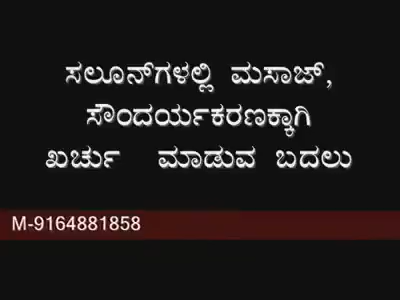 ಸಲೂನ್‌ಗಳಲ್ಲಿ ಮಸಾಜ್,
ಸೌಂದರ್ಯಕರಣಕ್ಕಾಗಿ
ಖರ್ಚು ಮಾಡುವ ಬದಲು
M-9164881858